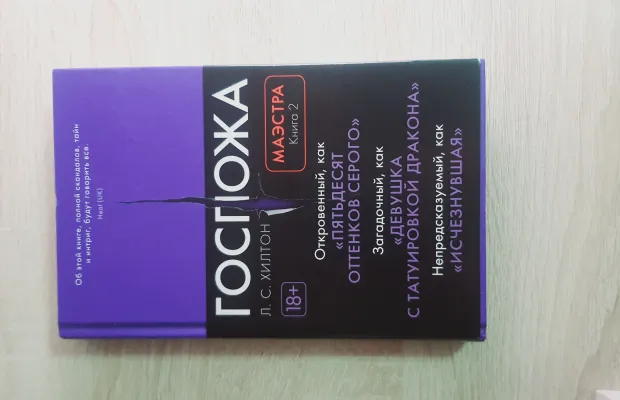 Об этой книге, полной скандалов, тайн
и интриг, будут говорить все.
Heat (UK)
ГОСПОЖА
Л. С. ХИЛТОН
МАЭСТРА
Книга 2
18+
Откровенный, как
«ПЯТЬДЕСЯТ
ОТТЕНКОВ СЕРОГО»
Загадочный, как
«ДЕВУШКА
С ТАТУИРОВКОЙ ДРАКОНА»
Непредсказуемый, как
«ИСЧЕЗНУВШАЯ»